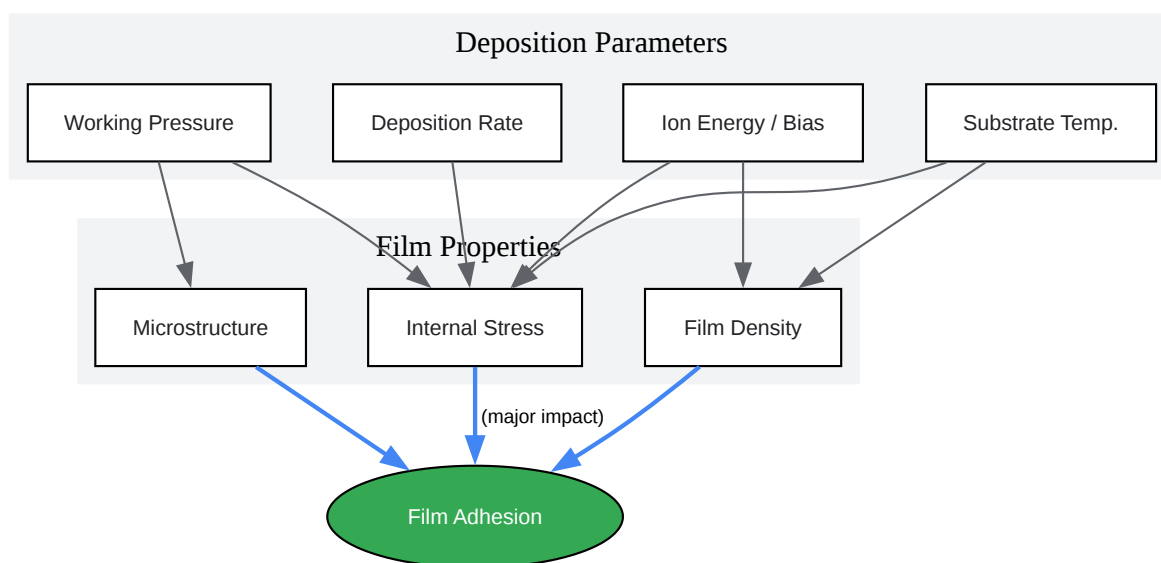 Deposition Parameters
Working Pressure
Deposition Rate
Ion Energy / Bias
Substrate Temp.
Film Properties
Microstructure
Internal Stress
Film Density
(major impact)
Film Adhesion